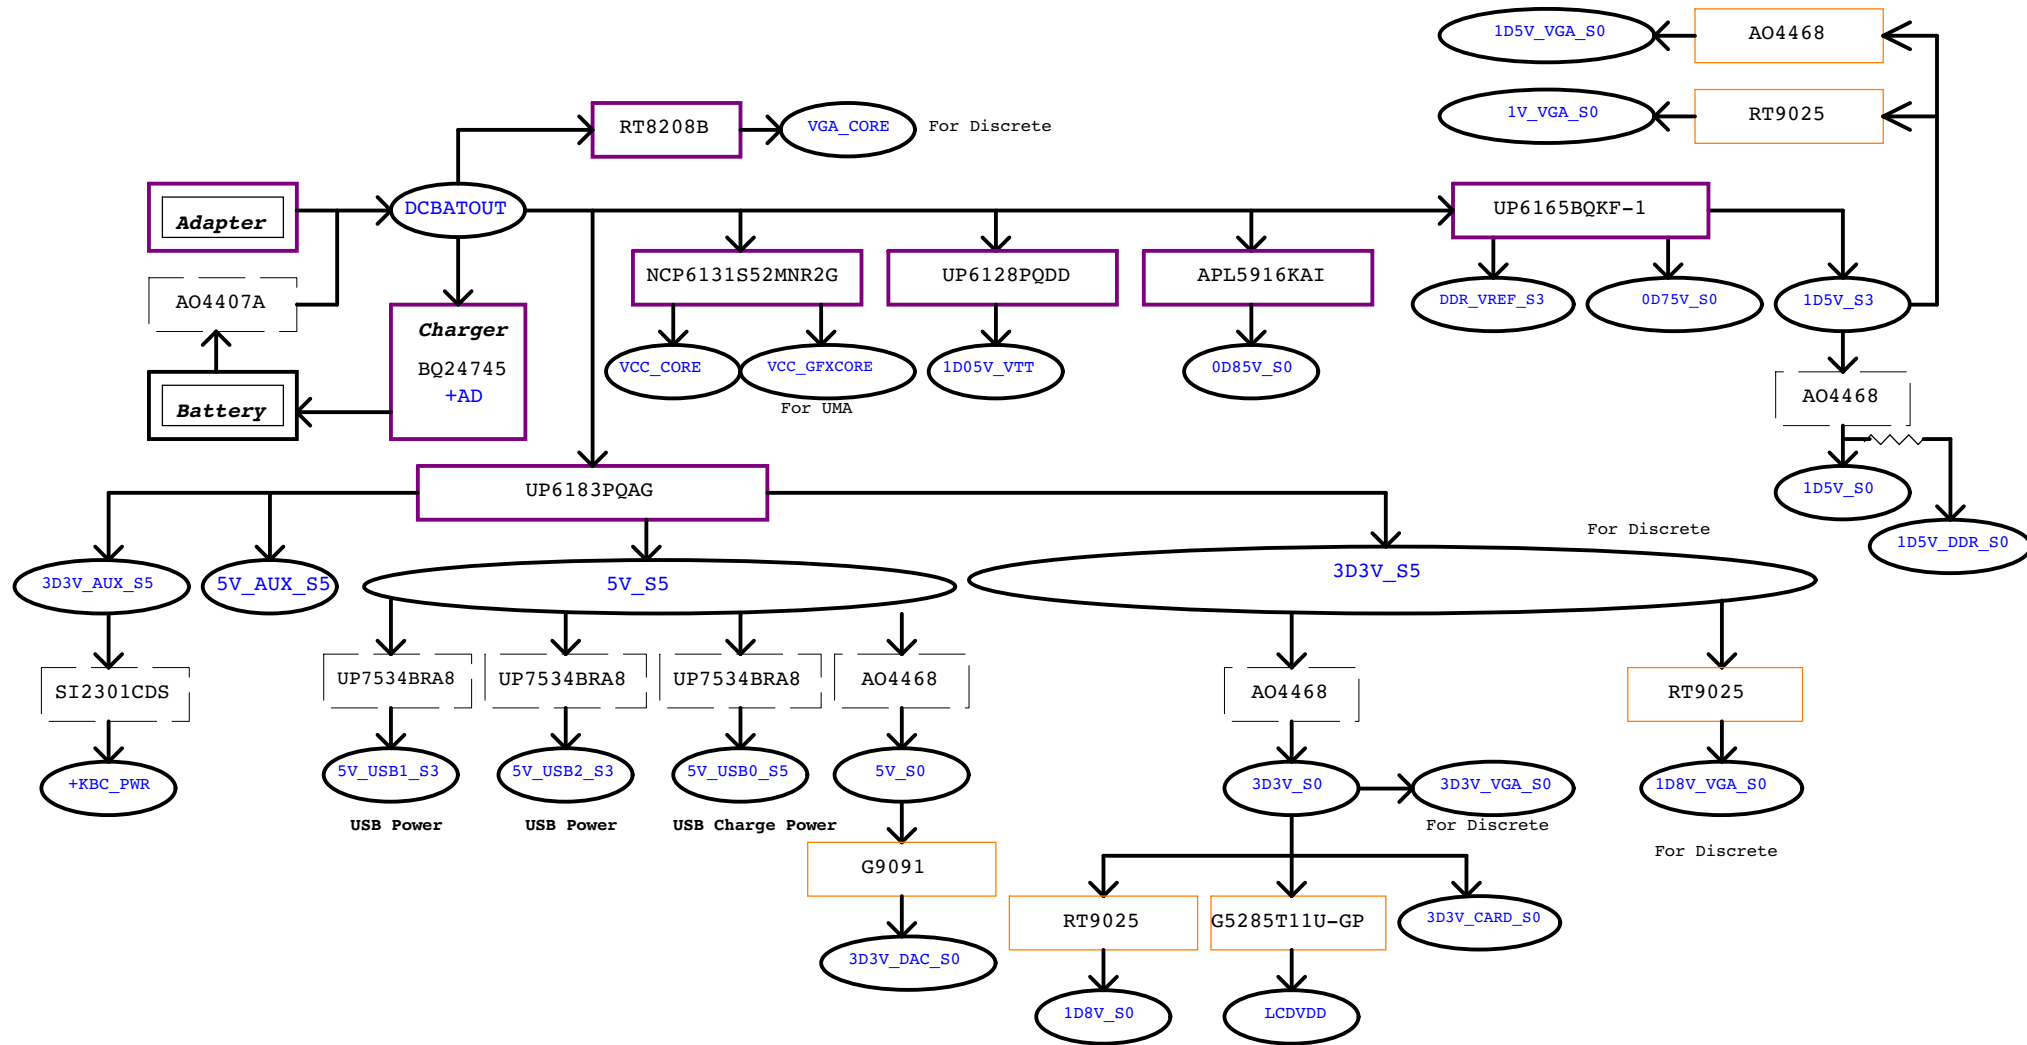 1D5V_VGA_S0
AO4468
1V_VGA_S0
RT9025
RT8208B
VGA_CORE
For Discrete
Adapter
DCBATOUT
UP6165BQKF-1
AO4407A
NCP6131S52MNR2G
UP6128PQDD
APL5916KAI
DDR_VREF_S3
0D75V_S0
1D5V_S3
Charger
BQ24745
+AD
Battery
VCC_CORE
VCC_GFXCORE
For UMA
1D05V_VTT
0D85V_S0
AO4468
1D5V_S0
1D5V_DDR_S0
UP6183PQAG
For Discrete
3D3V_AUX_S5
5V_AUX_S5
5V_S5
3D3V_S5
SI2301CDS
UP7534BRA8
UP7534BRA8
UP7534BRA8
AO4468
AO4468
RT9025
+KBC_PWR
5V_USB1_S3
5V_USB2_S3
5V_USB0_S5
5V_S0
3D3V_S0
3D3V_VGA_S0
1D8V_VGA_S0
USB Power
USB Power
USB Charge Power
For Discrete
For Discrete
G9091
RT9025
G5285T11U-GP
3D3V_CARD_S0
3D3V_DAC_S0
1D8V_S0
LCDVDD